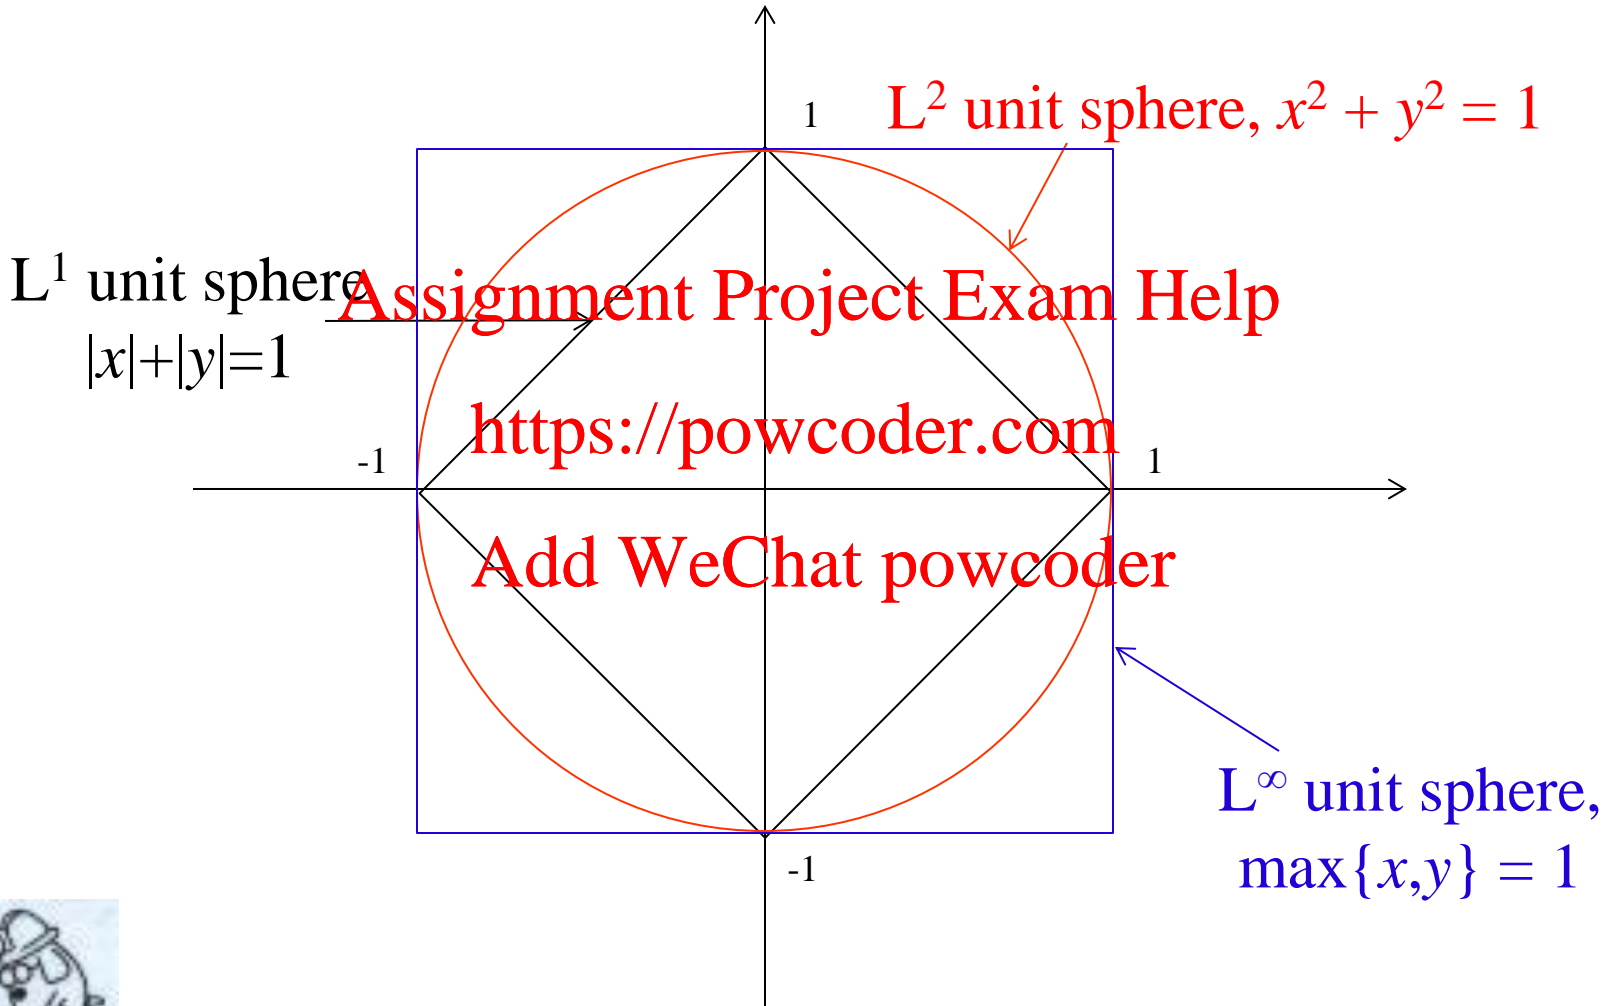 1
L² unit sphere, x² + y² = 1
L¹ unit sphere
|x|+|y|=1
Assignment Project Exam Help
https://powcoder.com
-1
1
Add WeChat powcoder
L∞ unit sphere,
max{x,y} = 1
-1